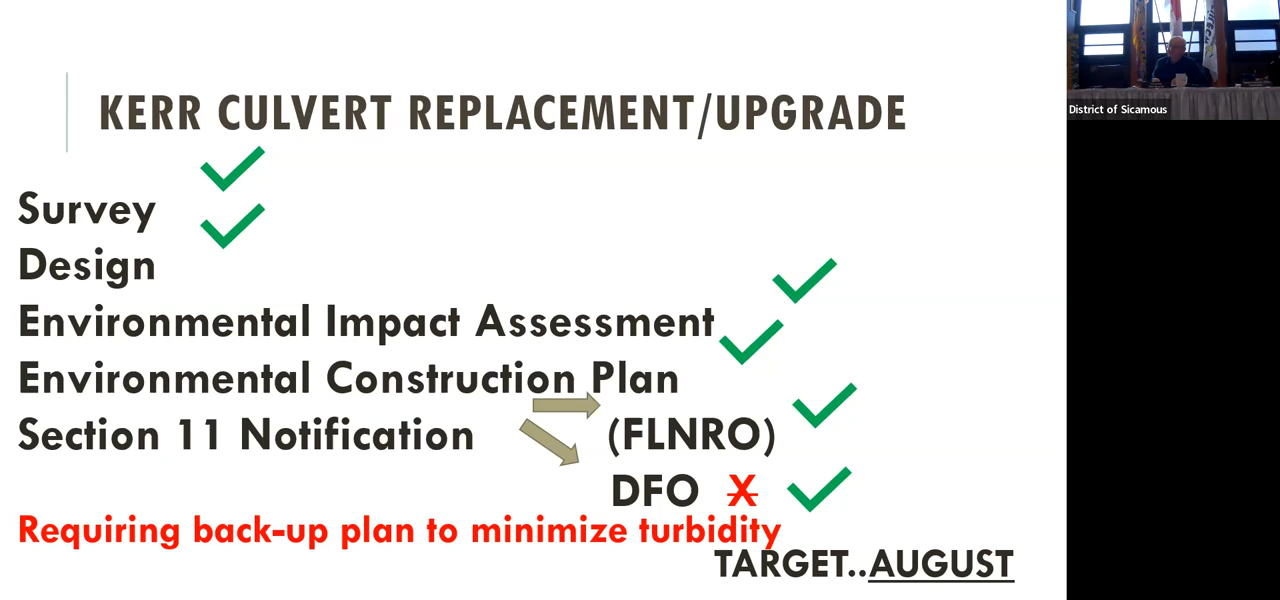 KERR CULVERT REPLACEMENT/UPGRADE
Survey
Design
Environmental Impact Assessment
Environmental Construction Plan
Section 11 Notification (FLNRO)
DFO X
Requiring back-up plan to minimize turbidity
TARGET..AUGUST
District of Sicamous